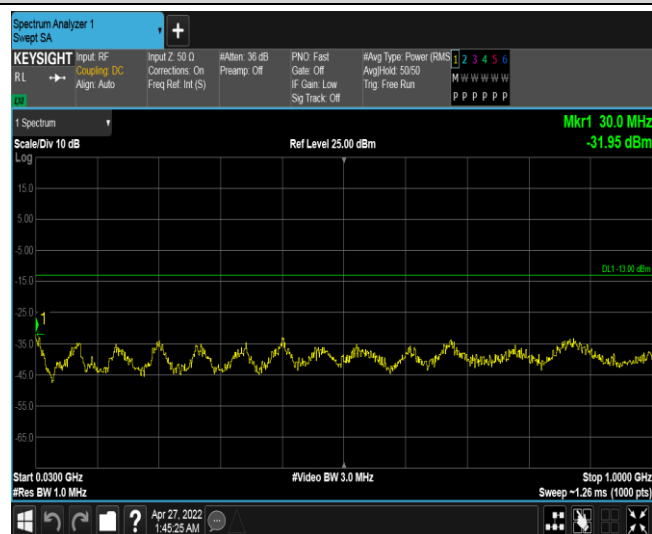 Spectrum Analyzer 1
Swept SA
+
KEYSIGHT Input: RF Input Z: 50 Ω #Atten: 36 dB PNO: Fast #Avg Type: Power (RMS 1 2 3 4 5 6
RL Coupling: DC Corrections: On Preamp: Off Gate: Off Avg|Hold: 50/50 M W W W W W
Align: Auto Freq Ref: Int (S) IF Gain: Low Trig: Free Run
Sig Track: Off P P P P P P
1 Spectrum Mkr1 30.0 MHz
Scale/Div 10 dB Ref Level 25.00 dBm -31.95 dBm
Log
15.0
5.00
-5.00
DL1 -13.00 dBm
-15.0
-25.0
1
-35.0
-45.0
-55.0
-65.0
Start 0.0300 GHz #Video BW 3.0 MHz Stop 1.0000 GHz
#Res BW 1.0 MHz Sweep ~1.26 ms (1000 pts)
? Apr 27, 2022
1:45:25 AM